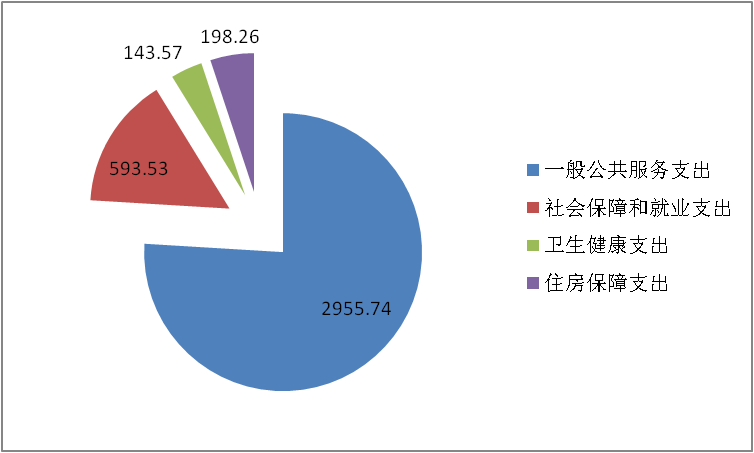 198.26
143.57
593.53
2955.74
一般公共服务支出
社会保障和就业支出
卫生健康支出
住房保障支出